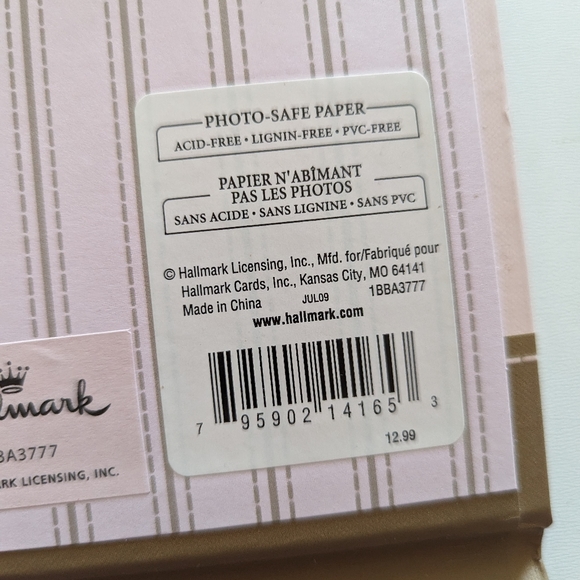 PHOTO-SAFE PAPER
ACID-FREE • LIGNIN-FREE • PVC-FREE
PAPIER N'ABÎMANT
PAS LES PHOTOS
SANS ACIDE • SANS LIGNINE • SANS PVC
© Hallmark Licensing, Inc., Mfd. for/Fabriqué pour
Hallmark Cards, Inc., Kansas City, MO 64141
Made in China JUL09 1BBA3777
www.hallmark.com
7 95902 14165 3
12.99
lmark
BA3777
RK LICENSING, INC.